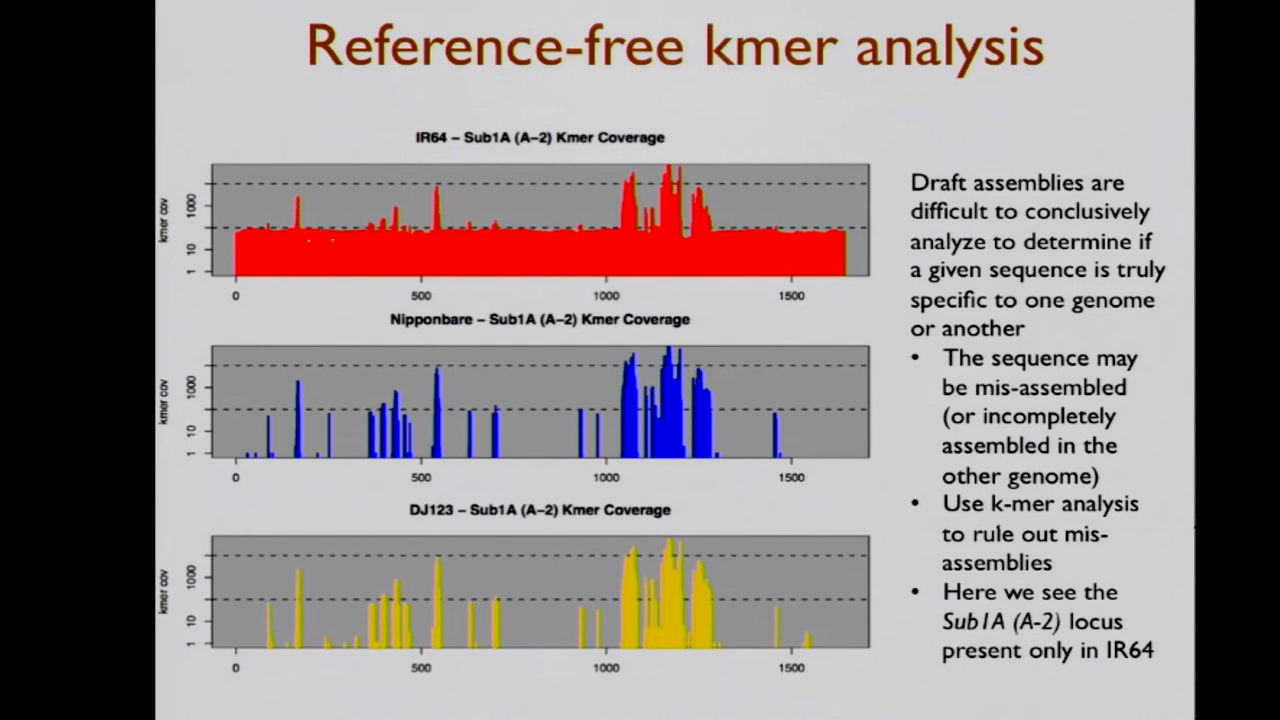 Reference-free kmer analysis
IR64 – Sub1A (A–2) Kmer Coverage
kmer cov
1 10 1000
0 500 1000 1500
Nipponbare – Sub1A (A–2) Kmer Coverage
kmer cov
1 10 1000
0 500 1000 1500
DJ123 – Sub1A (A–2) Kmer Coverage
kmer cov
1 10 1000
0 500 1000 1500
Draft assemblies are
difficult to conclusively
analyze to determine if
a given sequence is truly
specific to one genome
or another
• The sequence may
be mis-assembled
(or incompletely
assembled in the
other genome)
• Use k-mer analysis
to rule out mis-
assemblies
• Here we see the
Sub1A (A-2) locus
present only in IR64